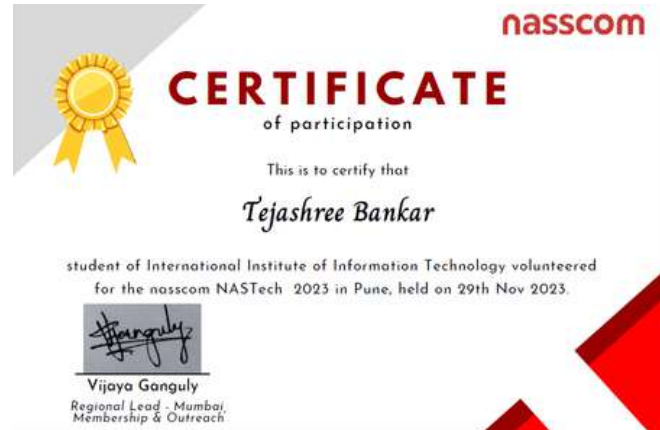 nasscom
CERTIFICATE
of participation
This is to certify that
Tejashree Bankar
student of International Institute of Information Technology volunteered
for the nasscom NASTech 2023 in Pune, held on 29th Nov 2023.
Vijaya Ganguly
Regional Lead - Mumbai,
Membership & Outreach